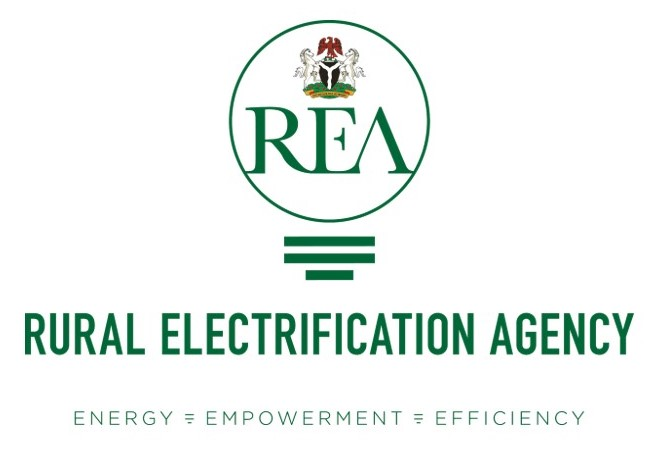 REA
RURAL ELECTRIFICATION AGENCY
ENERGY EMPOWERMENT EFFICIENCY